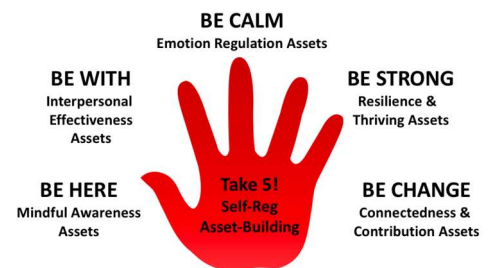 BE CALM
Emotion Regulation Assets
BE WITH
Interpersonal
Effectiveness
Assets
BE STRONG
Resilience &
Thriving Assets
BE HERE
Mindful Awareness
Assets
Take 5!
Self-Reg
Asset-Building
BE CHANGE
Connectedness &
Contribution Assets